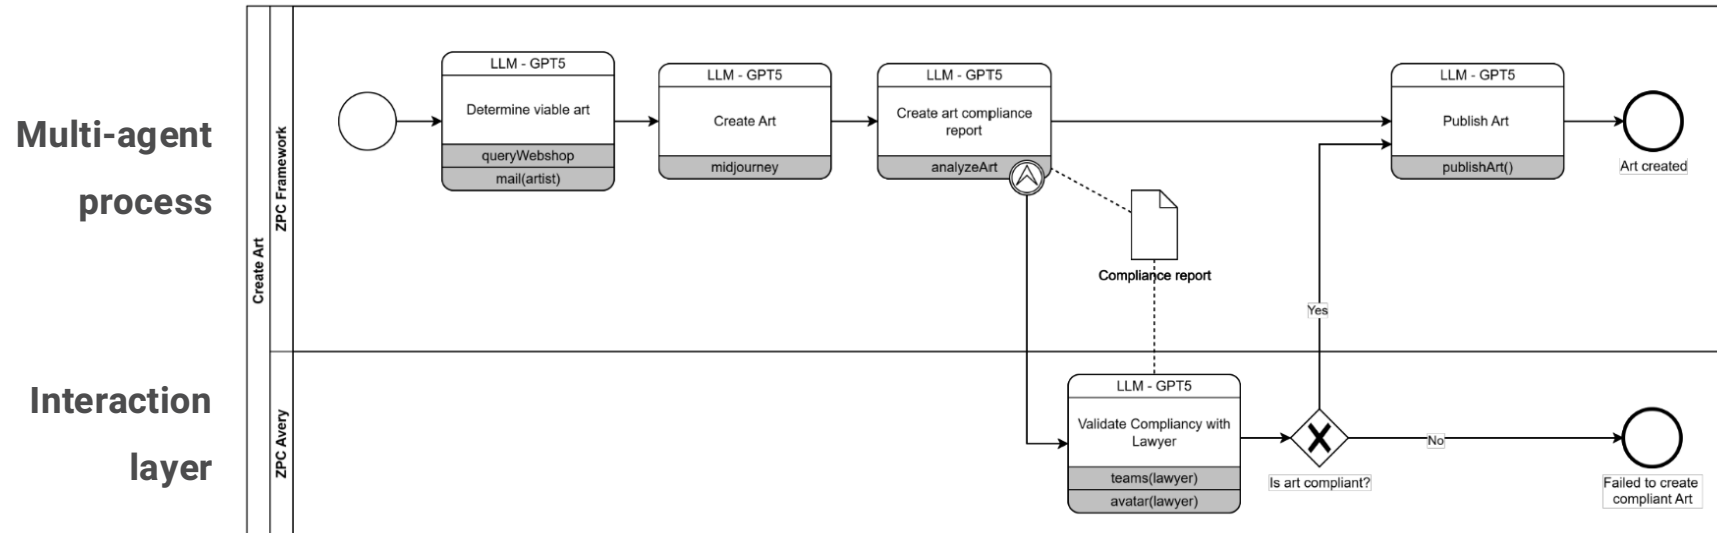 Multi-agent
process
Interaction
layer
Create Art
ZPC Framework
ZPC Avery
LLM - GPT5
Determine viable art
queryWebshop
mail(artist)
LLM - GPT5
Create Art
midjourney
LLM - GPT5
Create art compliance
report
analyzeArt
Compliance report
LLM - GPT5
Publish Art
publishArt()
Art created
Yes
LLM - GPT5
Validate Compliancy with
Lawyer
teams(lawyer)
avatar(lawyer)
Is art compliant?
No
Failed to create
compliant Art